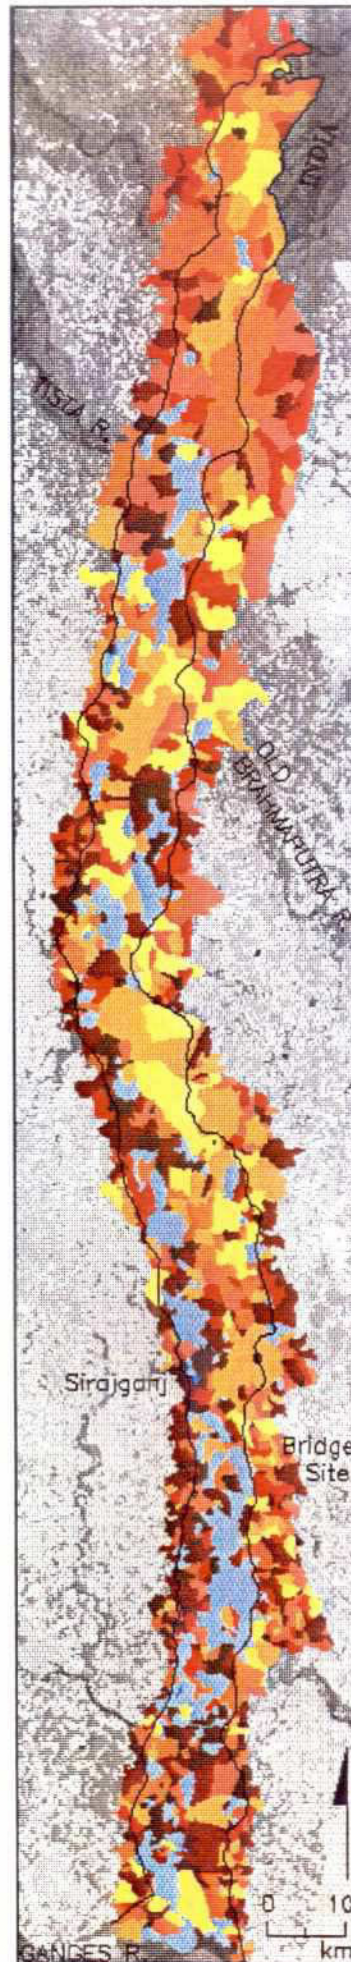 INDIA
TISTA R.
OLD
BRAHMAPUTRA R.
Sirajganj
Bridge
Site
0 10
km
GANGES R.